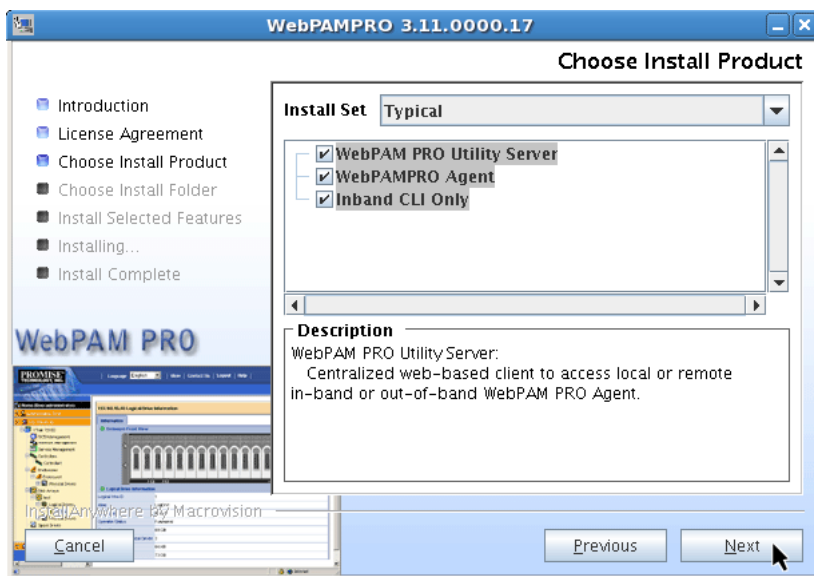 WebPAMPRO 3.11.0000.17
Choose Install Product
Introduction
License Agreement
Choose Install Product
Choose Install Folder
Install Selected Features
Installing...
Install Complete
Install Set Typical
WebPAM PRO Utility Server
WebPAMPRO Agent
Inband CLI Only
Description
WebPAM PRO Utility Server:
Centralized web-based client to access local or remote
in-band or out-of-band WebPAM PRO Agent.
WebPAM PRO
PROMISE
TECHNOLOGY, INC.
InstallAnywhere by Macrovision
Cancel
Previous
Next